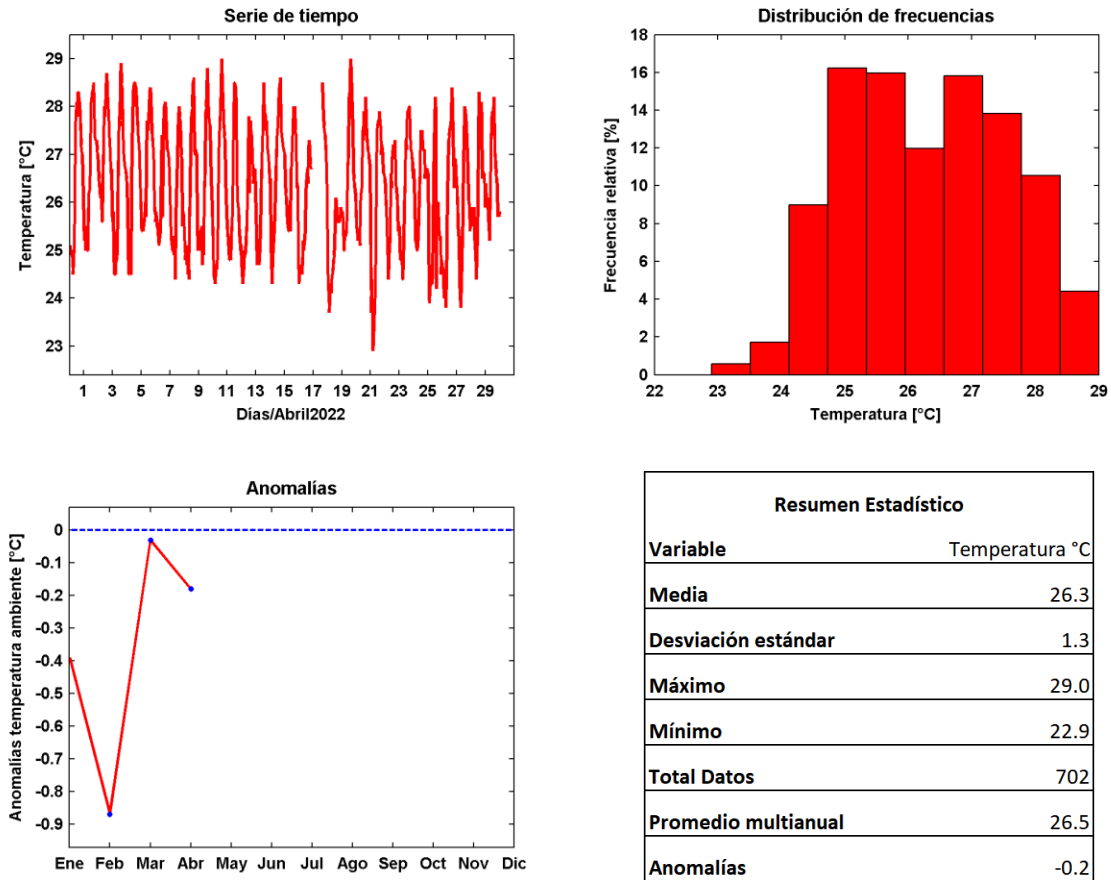 Serie de tiempo
Temperatura [°C]
29
28
27
26
25
24
23
1 3 5 7 9 11 13 15 17 19 21 23 25 27 29
Días/Abril2022
Distribución de frecuencias
Frecuencia relativa [%]
18
16
14
12
10
8
6
4
2
0
22 23 24 25 26 27 28 29
Temperatura [°C]
Anomalías
Anomalías temperatura ambiente [°C]
0
-0.1
-0.2
-0.3
-0.4
-0.5
-0.6
-0.7
-0.8
-0.9
Ene Feb Mar Abr May Jun Jul Ago Sep Oct Nov Dic
Resumen Estadístico
Variable Temperatura °C
Media 26.3
Desviación estándar 1.3
Máximo 29.0
Mínimo 22.9
Total Datos 702
Promedio multianual 26.5
Anomalías -0.2